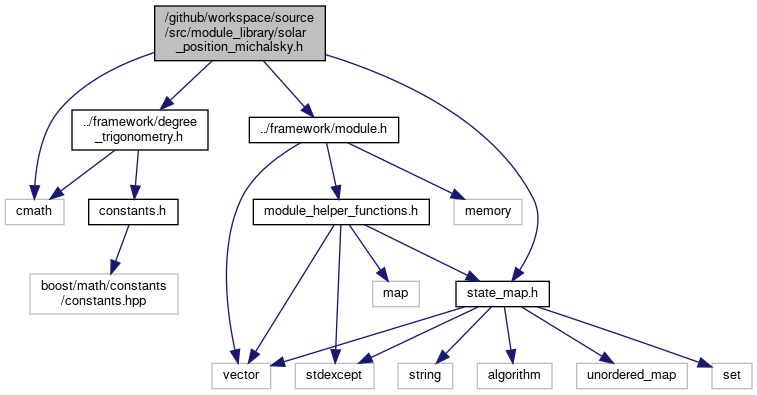 /github/workspace/source
/src/module_library/solar
_position_michalsky.h
../framework/degree
_trigonometry.h
../framework/module.h
cmath
constants.h
module_helper_functions.h
memory
boost/math/constants
/constants.hpp
map
state_map.h
vector
stdexcept
string
algorithm
unordered_map
set